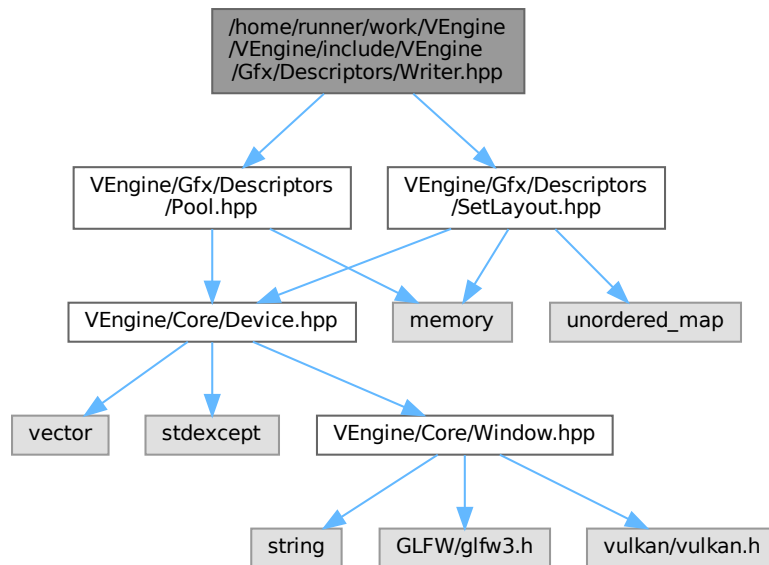 /home/runner/work/VEngine
/VEngine/include/VEngine
/Gfx/Descriptors/Writer.hpp
VEngine/Gfx/Descriptors
/Pool.hpp
VEngine/Gfx/Descriptors
/SetLayout.hpp
VEngine/Core/Device.hpp
memory
unordered_map
vector
stdexcept
VEngine/Core/Window.hpp
string
GLFW/glfw3.h
vulkan/vulkan.h